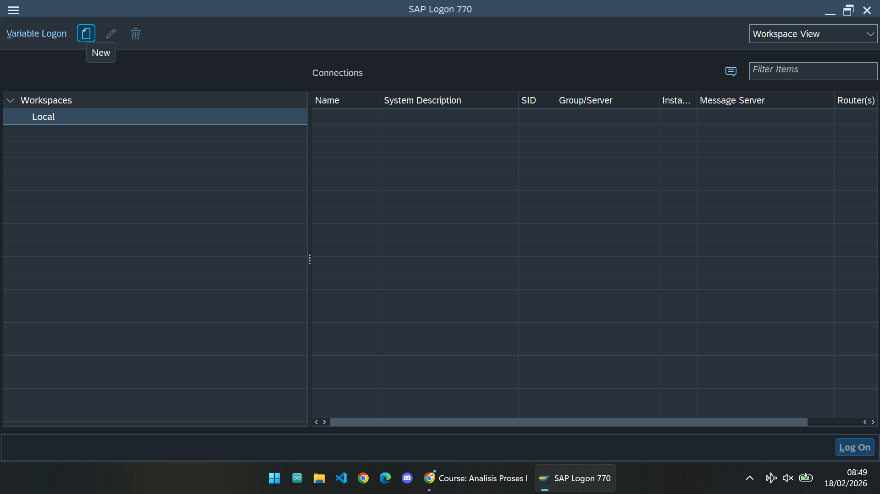 SAP Logon 770
Variable Logon
Workspace View
New
Connections
Filter Items
Workspaces
Name System Description SID Group/Server Insta... Message Server Router(s)
Local
Log On
Course: Analisis Proses I
SAP Logon 770
08:49
18/02/2026